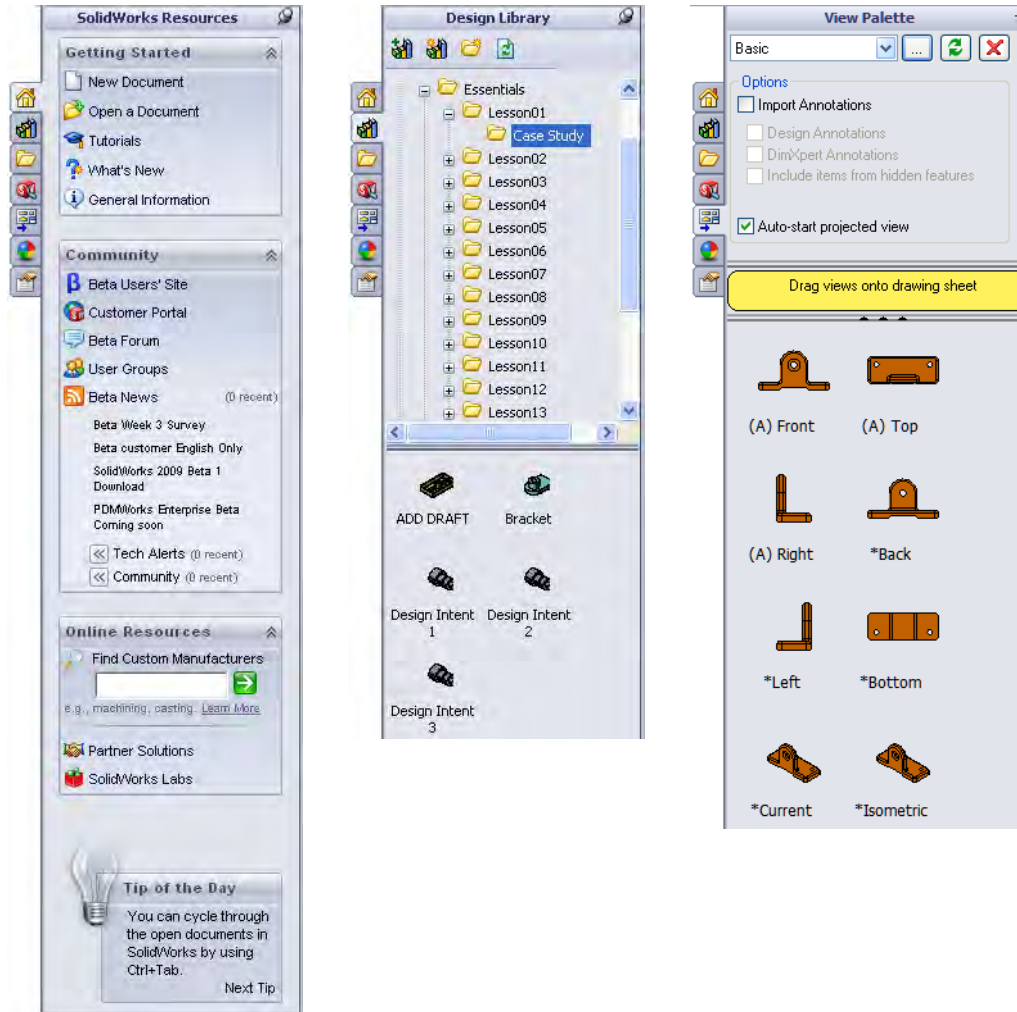 SolidWorks Resources
Getting Started
New Document
Open a Document
Tutorials
What's New
General Information
Community
Beta Users' Site
Customer Portal
Beta Forum
User Groups
Beta News (0 recent)
Beta Week 3 Survey
Beta customer English Only
SolidWorks 2009 Beta 1
Download
PDMWorks Enterprise Beta
Coming soon
Tech Alerts (0 recent)
Community (0 recent)
Online Resources
Find Custom Manufacturers
e.g., machining, casting. Learn More
Partner Solutions
SolidWorks Labs
Tip of the Day
You can cycle through
the open documents in
SolidWorks by using
Ctrl+Tab.
Next Tip
Design Library
Essentials
Lesson01
Case Study
Lesson02
Lesson03
Lesson04
Lesson05
Lesson06
Lesson07
Lesson08
Lesson09
Lesson10
Lesson11
Lesson12
Lesson13
ADD DRAFT Bracket
Design Intent Design Intent
1 2
Design Intent
3
View Palette
Basic ...
Options
Import Annotations
Design Annotations
DimXpert Annotations
Include items from hidden features
Auto-start projected view
Drag views onto drawing sheet
(A) Front (A) Top
(A) Right *Back
*Left *Bottom
*Current *Isometric